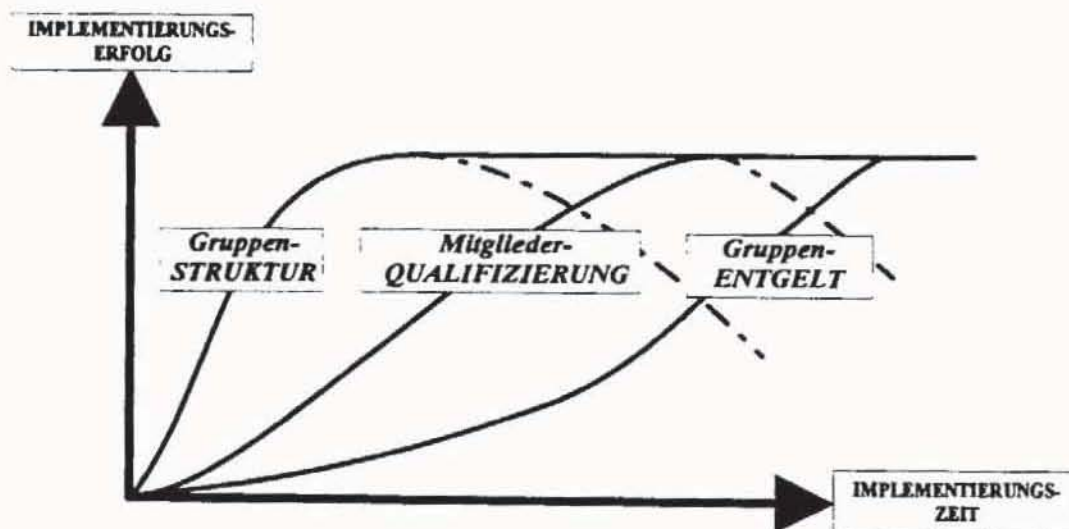 IMPLEMENTIERUNGS-
ERFOLG
Gruppen-
STRUKTUR
Mitglieder-
QUALIFIZIERUNG
Gruppen-
ENTGELT
IMPLEMENTIERUNGS-
ZEIT